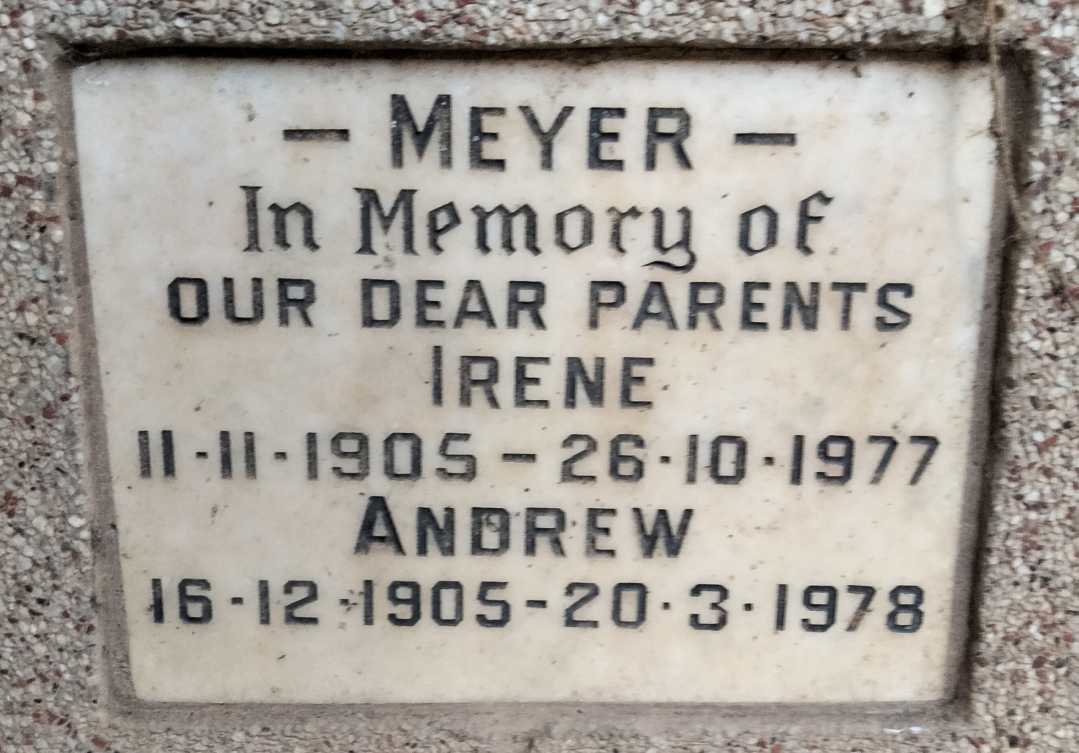 — MEYER —
In Memory of
OUR DEAR PARENTS
IRENE
11·11·1905 – 26·10·1977
ANDREW
16·12·1905-20·3·1978